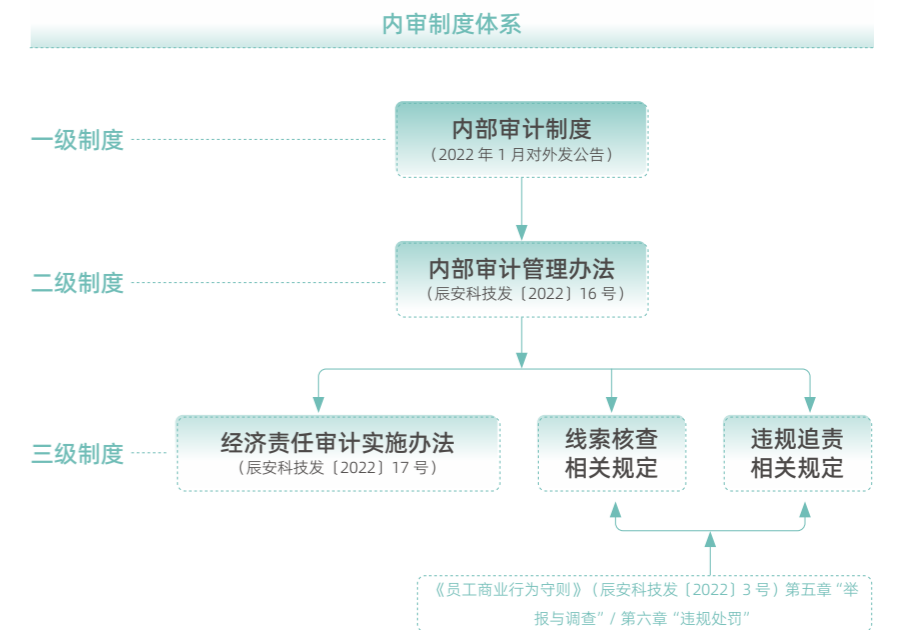 内审制度体系
一级制度
内部审计制度
（2022 年 1 月对外发公告）
二级制度
内部审计管理办法
（辰安科技发〔2022〕16 号）
三级制度
经济责任审计实施办法
（辰安科技发〔2022〕17 号）
线索核查
相关规定
违规追责
相关规定
《员工商业行为守则》（辰安科技发〔2022〕3 号）第五章“举
报与调查”/ 第六章“违规处罚”